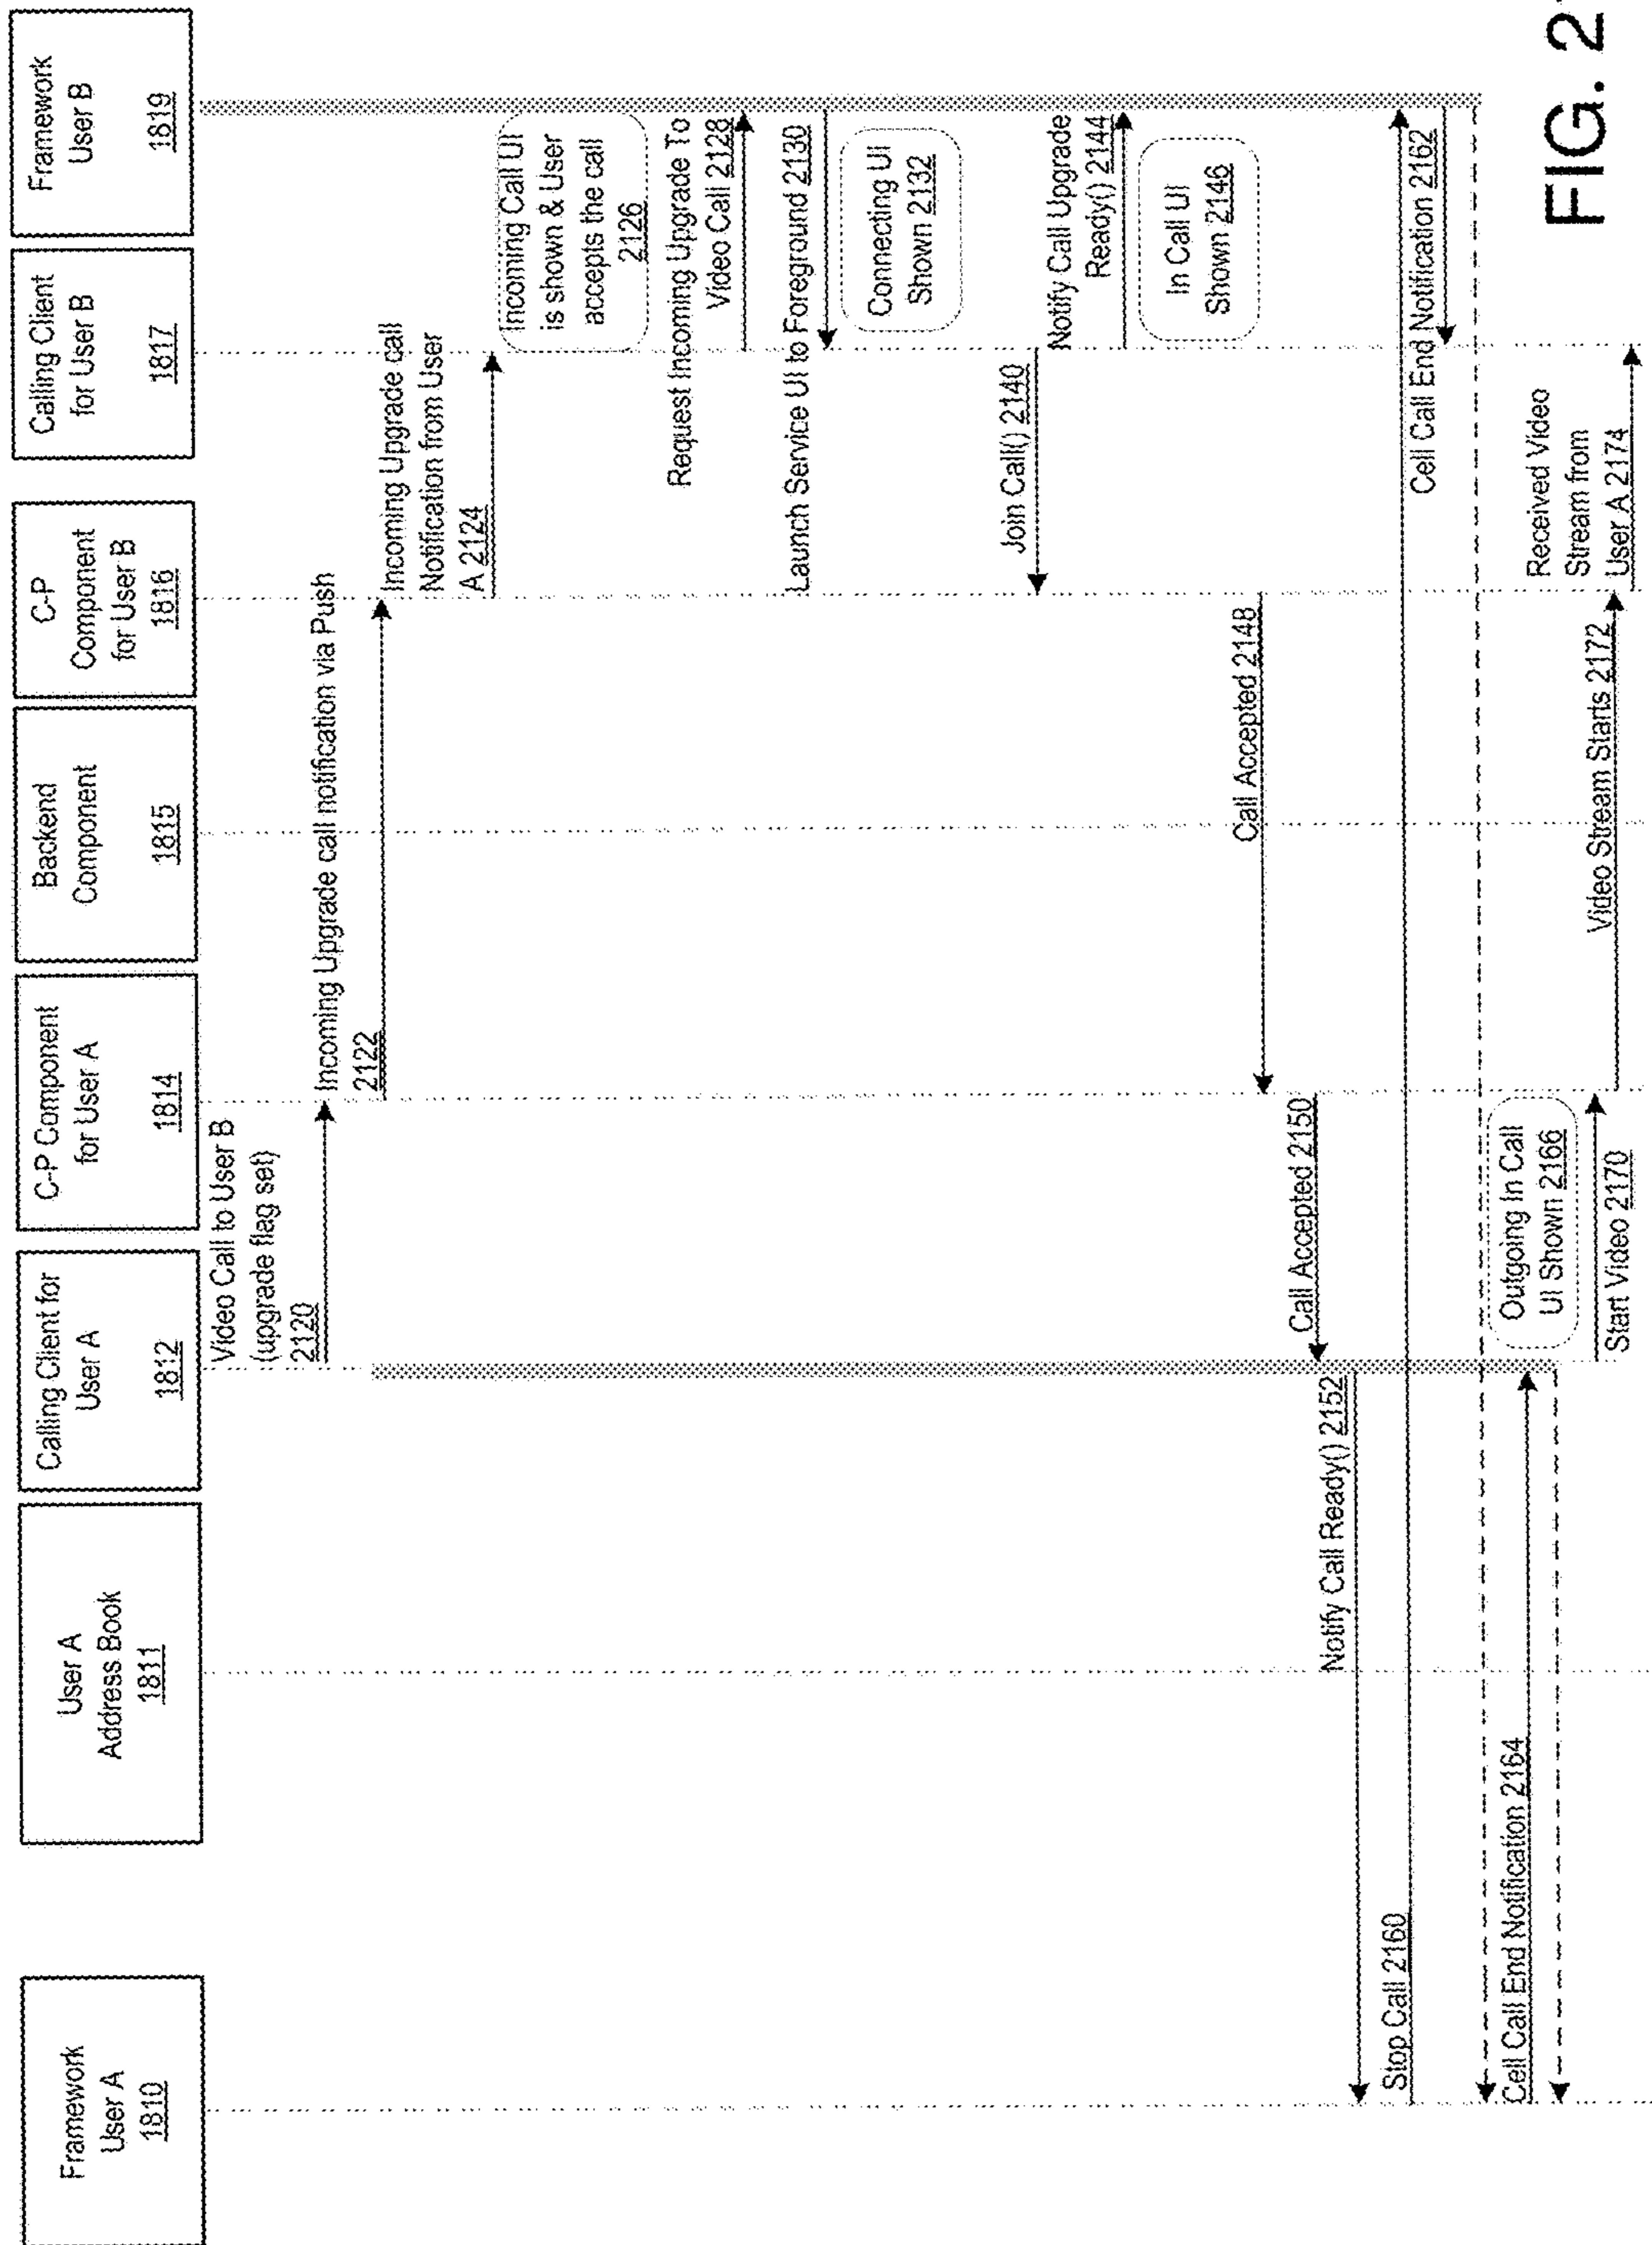 Framework
User A
1810
User A
Address Book
1811
Calling Client for
User A
1812
C-P Component
for User A
1814
Backend
Component
1815
C-P
Component
for User B
1816
Calling Client
for User B
1817
Framework
User B
1819
Video Call to User B
(upgrade flag set)
2120
Incoming Upgrade call notification via Push
2122
Incoming Upgrade call
Notification from User
A 2124
Incoming Call UI
is shown & User
accepts the call
2126
Request Incoming Upgrade To
Video Call 2128
Launch Service UI to Foreground 2130
Connecting UI
Shown 2132
Join Call() 2140
Notify Call Upgrade
Ready() 2144
In Call UI
Shown 2146
Call Accepted 2148
Call Accepted 2150
Notify Call Ready() 2152
Stop Call 2160
Cell Call End Notification 2162
Cell Call End Notification 2164
Outgoing In Call
UI Shown 2166
Start Video 2170
Video Stream Starts 2172
Received Video
Stream from
User A 2174
FIG. 2